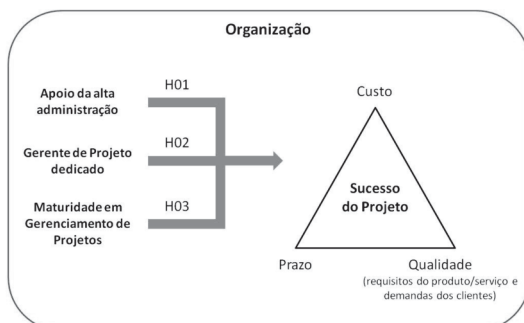 Organização
Apoio da alta
administração
H01
Gerente de Projeto
dedicado
H02
Maturidade em
Gerenciamento de
Projetos
H03
Custo
Sucesso
do Projeto
Prazo
Qualidade
(requisitos do produto/serviço e
demandas dos clientes)